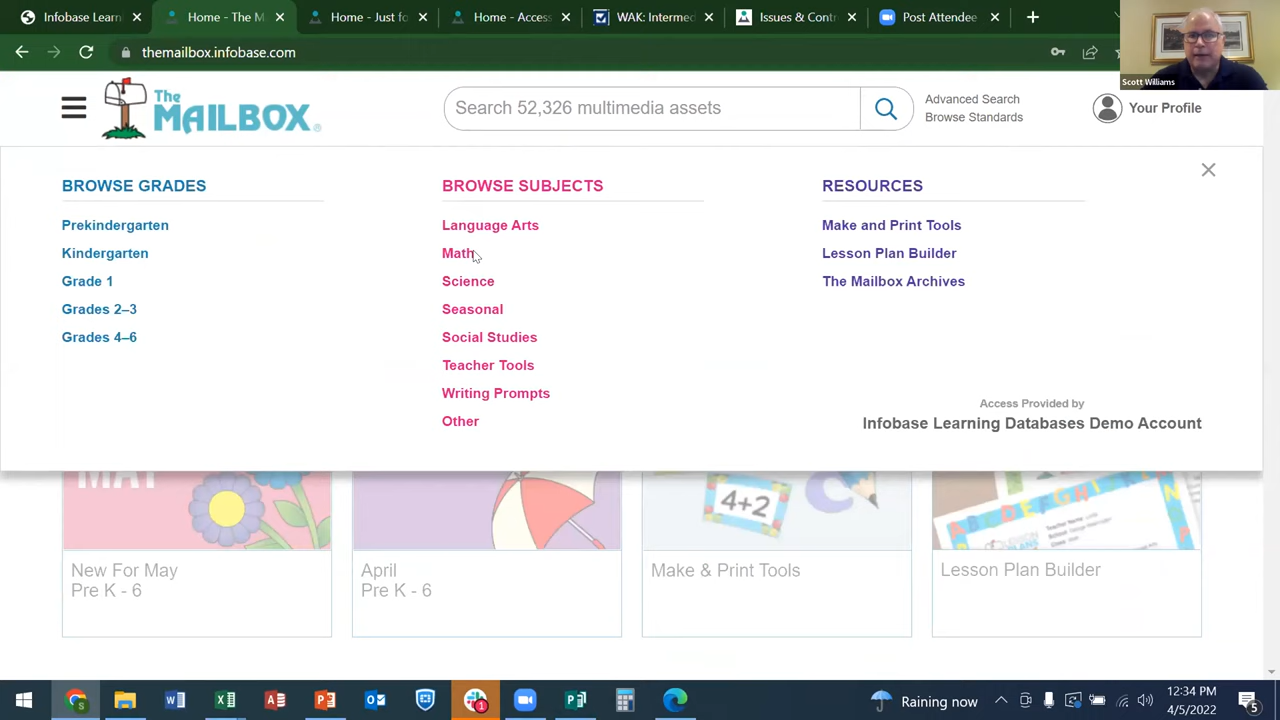 Infobase Learn
Home - The M
Home - Just fo
Home - Access
WAK: Intermed
Issues & Contr
Post Attendee
themailbox.infobase.com
Scott Williams
The
MAILBOX
Search 52,326 multimedia assets
Advanced Search
Browse Standards
Your Profile
BROWSE GRADES
Prekindergarten
Kindergarten
Grade 1
Grades 2–3
Grades 4–6
BROWSE SUBJECTS
Language Arts
Math
Science
Seasonal
Social Studies
Teacher Tools
Writing Prompts
Other
RESOURCES
Make and Print Tools
Lesson Plan Builder
The Mailbox Archives
Access Provided by
Infobase Learning Databases Demo Account
MAY
4+2
New For May
Pre K - 6
April
Pre K - 6
Make & Print Tools
Lesson Plan Builder
Raining now
12:34 PM
4/5/2022